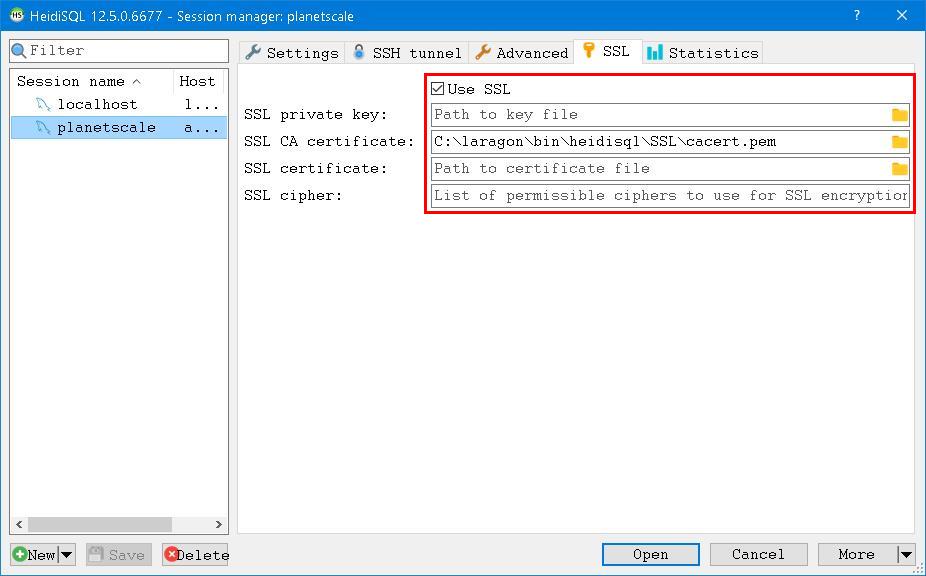 HS HeidiSQL 12.5.0.6677 - Session manager: planetscale ?
Filter
Session name Host
localhost l...
planetscale a...
Settings SSH tunnel Advanced SSL Statistics
Use SSL
SSL private key: Path to key file
SSL CA certificate: C:\laragon\bin\heidisql\SSL\cacert.pem
SSL certificate: Path to certificate file
SSL cipher: List of permissible ciphers to use for SSL encryption
New Save Delete Open Cancel More